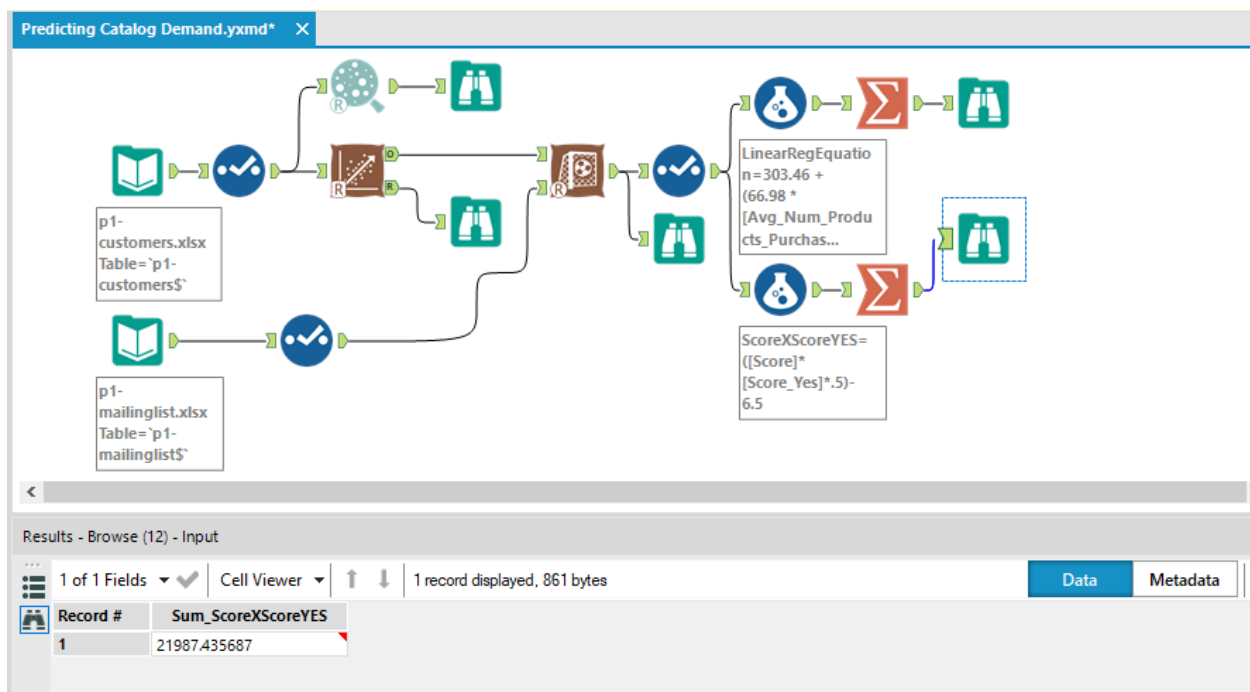 Predicting Catalog Demand.yxmd* X
R
R
O
R
R
p1-
customers.xlsx
Table=`p1-
customers$`
LinearRegEquatio
n=303.46 +
(66.98 *
[Avg_Num_Produ
cts_Purchas...
p1-
mailinglist.xlsx
Table=`p1-
mailinglist$`
ScoreXScoreYES=
([Score]*
[Score_Yes]*.5)-
6.5
Results - Browse (12) - Input
1 of 1 Fields Cell Viewer 1 record displayed, 861 bytes Data Metadata
Record # Sum_ScoreXScoreYES
1 21987.435687